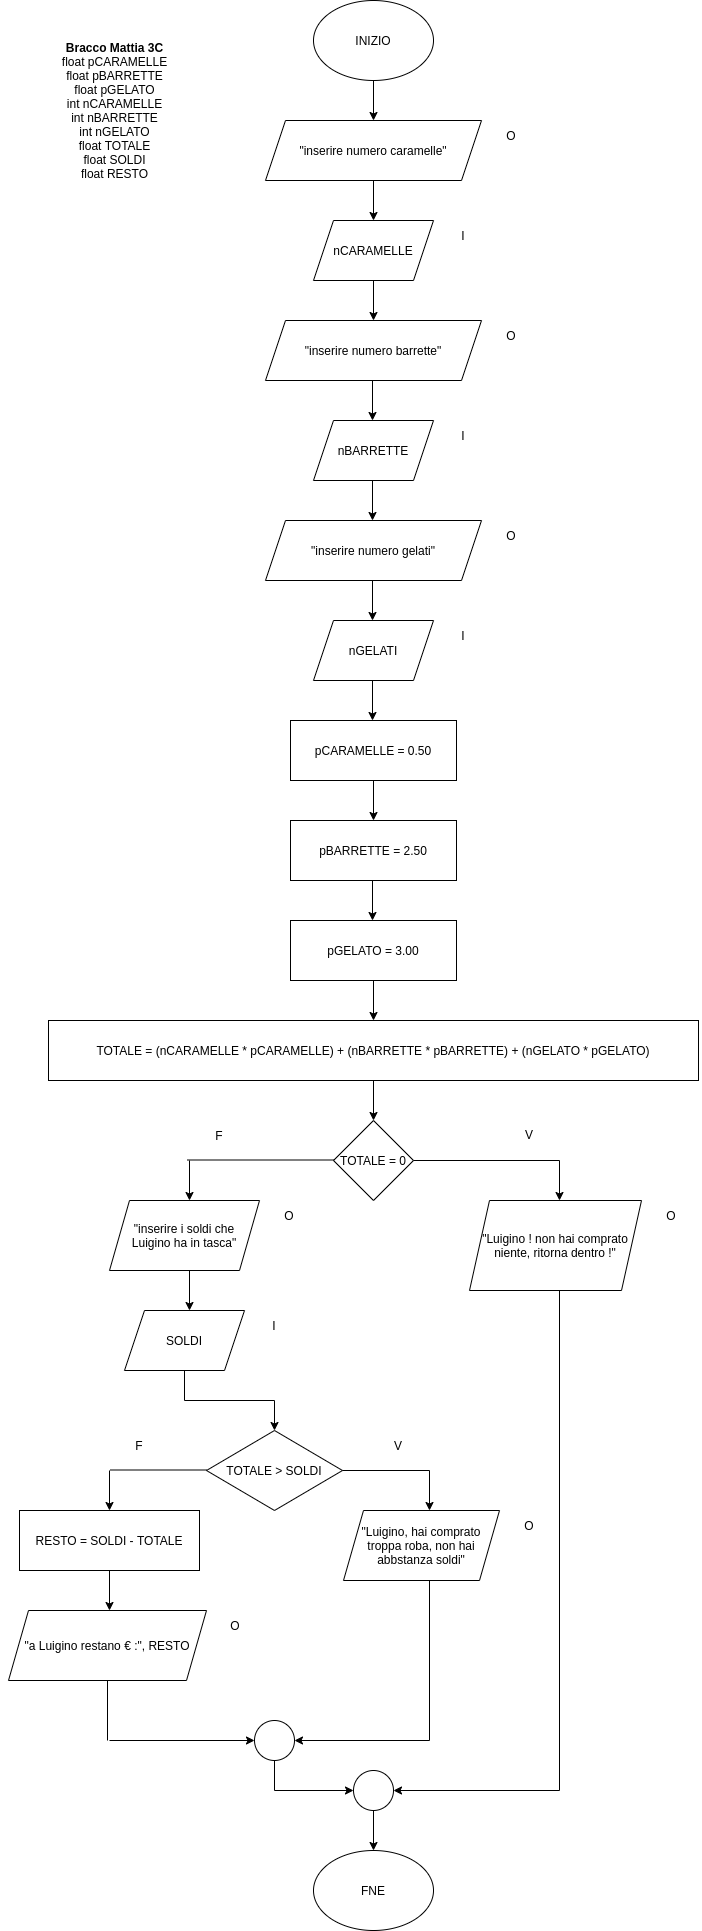 INIZIO
Bracco Mattia 3C
float pCARAMELLE
float pBARRETTE
float pGELATO
int nCARAMELLE
int nBARRETTE
int nGELATO
float TOTALE
float SOLDI
float RESTO
"inserire numero caramelle"
O
nCARAMELLE
I
"inserire numero barrette"
O
nBARRETTE
I
"inserire numero gelati"
O
nGELATI
I
pCARAMELLE = 0.50
pBARRETTE = 2.50
pGELATO = 3.00
TOTALE = (nCARAMELLE * pCARAMELLE) + (nBARRETTE * pBARRETTE) + (nGELATO * pGELATO)
F
V
TOTALE = 0
"inserire i soldi che
Luigino ha in tasca"
O
"Luigino ! non hai comprato
niente, ritorna dentro !"
O
SOLDI
I
F
V
TOTALE > SOLDI
RESTO = SOLDI - TOTALE
"Luigino, hai comprato
troppa roba, non hai
abbstanza soldi"
O
"a Luigino restano € :", RESTO
O
FNE